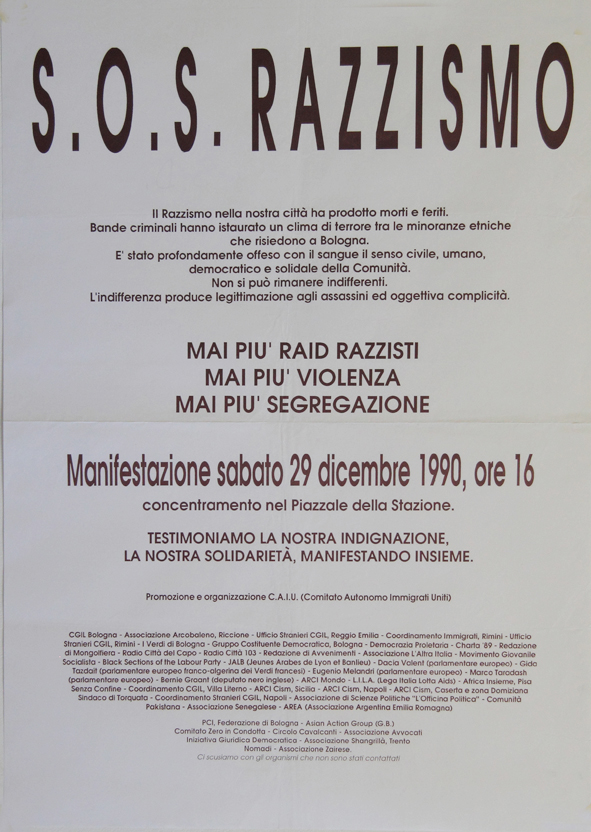 S.O.S. RAZZISMO
Il Razzismo nella nostra città ha prodotto morti e feriti.
Bande criminali hanno istaurato un clima di terrore tra le minoranze etniche
che risiedono a Bologna.
E' stato profondamente offeso con il sangue il senso civile, umano,
democratico e solidale della Comunità.
Non si può rimanere indifferenti.
L'indifferenza produce legittimazione agli assassini ed oggettiva complicità.
MAI PIU' RAID RAZZISTI
MAI PIU' VIOLENZA
MAI PIU' SEGREGAZIONE
Manifestazione sabato 29 dicembre 1990, ore 16
concentramento nel Piazzale della Stazione.
TESTIMONIAMO LA NOSTRA INDIGNAZIONE,
LA NOSTRA SOLIDARIETÀ, MANIFESTANDO INSIEME.
Promozione e organizzazione C.A.I.U. (Comitato Autonomo Immigrati Uniti)
CGIL Bologna - Associazione Arcobaleno, Riccione - Ufficio Stranieri CGIL, Reggio Emilia - Coordinamento Immigrati, Rimini - Ufficio
Stranieri CGIL, Rimini - I Verdi di Bologna - Gruppo Costituente Democratica, Bologna - Democrazia Proletaria - Charta '89 - Redazione
di Mongolfiera - Radio Città del Capo - Radio Città 103 - Redazione di Avvenimenti - Associazione L'Altra Italia - Movimento Giovanile
Socialista - Black Sections of the Labour Party - JALB (Jeunes Arabes de Lyon et Banlieu) - Dacia Valent (parlamentare europeo) - Gido
Tazdait (parlamentare europeo franco-algerina dei Verdi francesi) - Eugenio Melandri (parlamentare europeo) - Marco Tarodash
(parlamentare europeo) - Bernie Graant (deputato nero inglese) - ARCI Mondo - L.I.L.A. (Lega Italia Lotta Aids) - Africa Insieme, Pisa
Senza Confine - Coordinamento CGIL, Villa Literno - ARCI Cism, Sicilia - ARCI Cism, Napoli - ARCI Cism, Caserta e zona Domiziana
Sindaco di Torquata - Coordinamento Stranieri CGIL, Napoli - Associazione di Scienze Politiche "L'Officina Politica" - Comunità
Pakistana - Associazione Senegalese - AREA (Associazione Argentina Emilia Romagna)
PCI, Federazione di Bologna - Asian Action Group (G.B.)
Comitato Zero in Condotta - Circolo Cavalcanti - Associazione Avvocati
Iniziativa Giuridica Democratica - Associazione Shangrillà, Trento
Nomadi - Associazione Zairese.
Ci scusiamo con gli organismi che non sono stati contattati